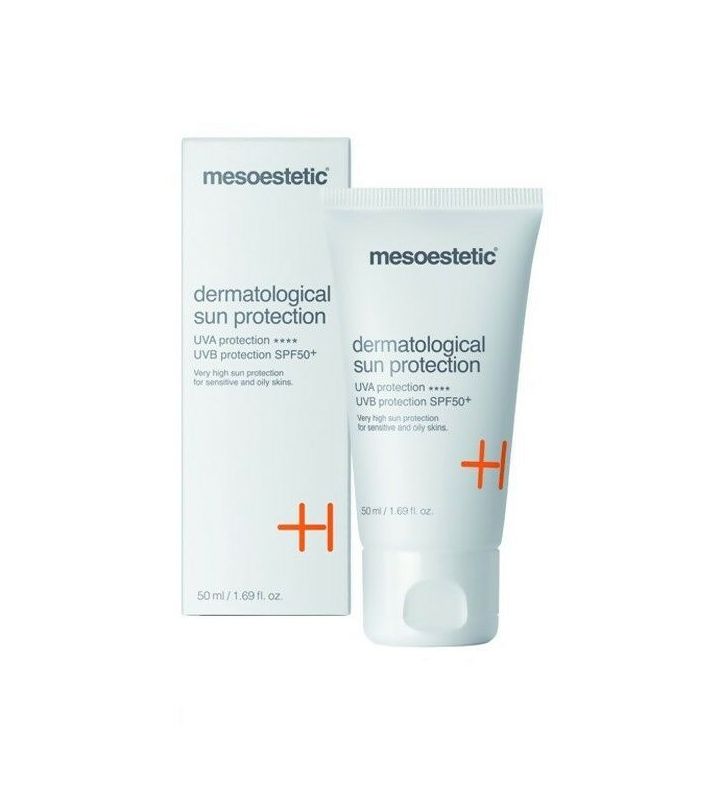 mesoestetic®
dermatological
sun protection
UVA protection ****
UVB protection SPF50+
Very high sun protection
for sensitive and oily skins.
50 ml / 1.69 fl. oz.
mesoestetic®
dermatological
sun protection
UVA protection ****
UVB protection SPF50+
Very high sun protection
for sensitive and oily skins.
50 ml / 1.69 fl. oz.